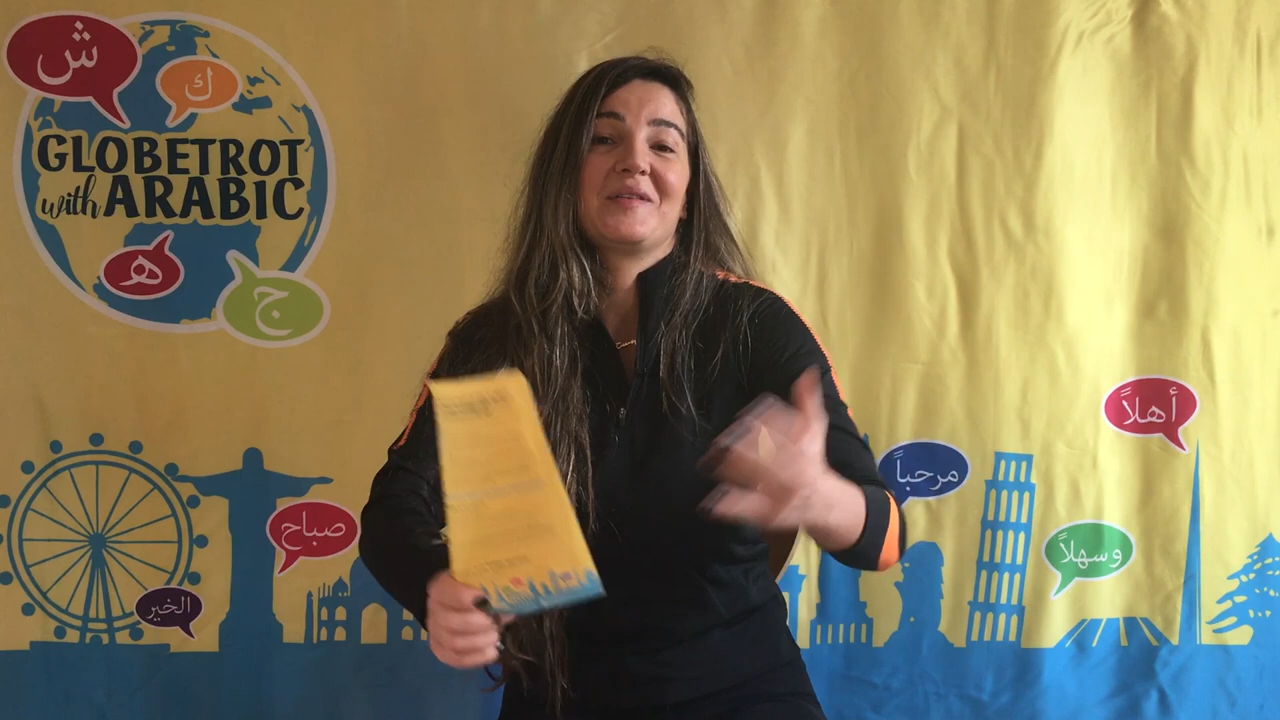 ش
ك
GLOBETROT
with ARABIC
ه
ج
صباح
الخير
أهلاً
مرحباً
وسهلاً